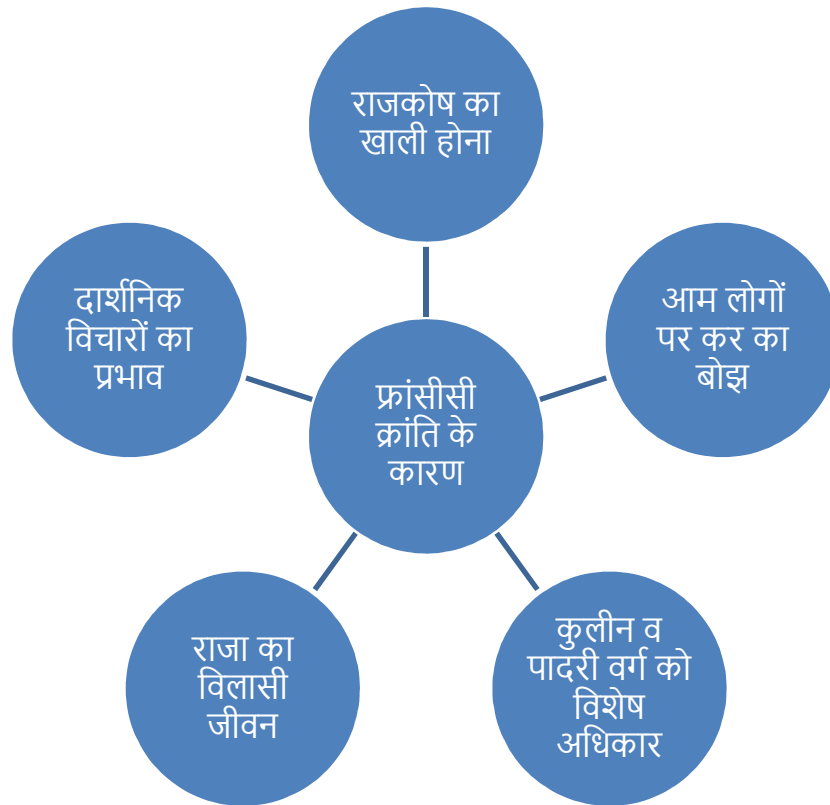 राजकोष का
खाली होना
दार्शनिक
विचारों का
प्रभाव
आम लोगों
पर कर का
बोझ
फ्रांसीसी
क्रांति के
कारण
राजा का
विलासी
जीवन
कुलीन व
पादरी वर्ग को
विशेष
अधिकार